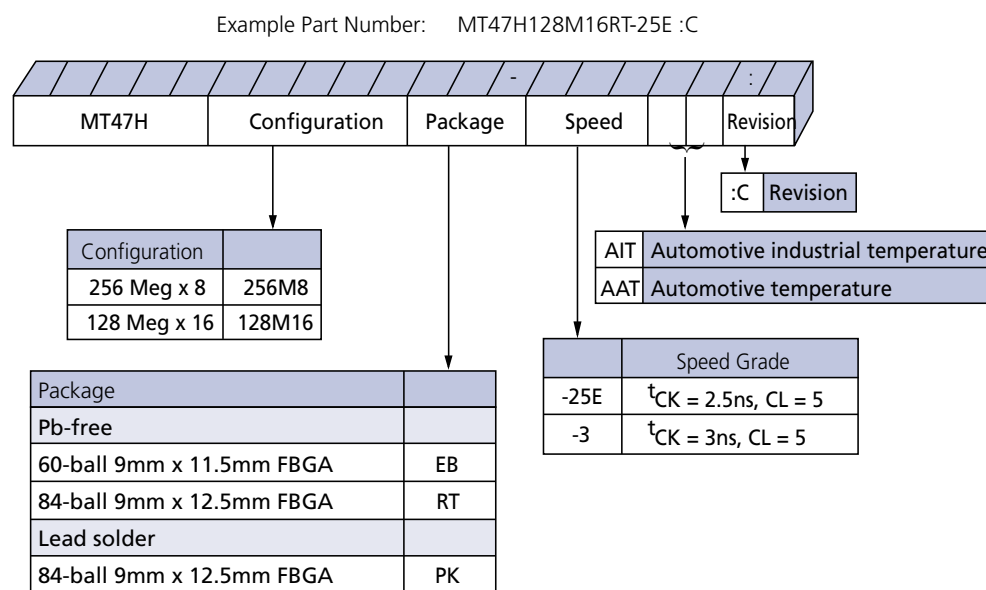 Example Part Number: MT47H128M16RT-25E :C
- :
MT47H Configuration Package Speed Revision
:C Revision
Configuration
256 Meg x 8 256M8
128 Meg x 16 128M16
AIT Automotive industrial temperature
AAT Automotive temperature
Speed Grade
-25E tCK = 2.5ns, CL = 5
-3 tCK = 3ns, CL = 5
Package
Pb-free
60-ball 9mm x 11.5mm FBGA EB
84-ball 9mm x 12.5mm FBGA RT
Lead solder
84-ball 9mm x 12.5mm FBGA PK